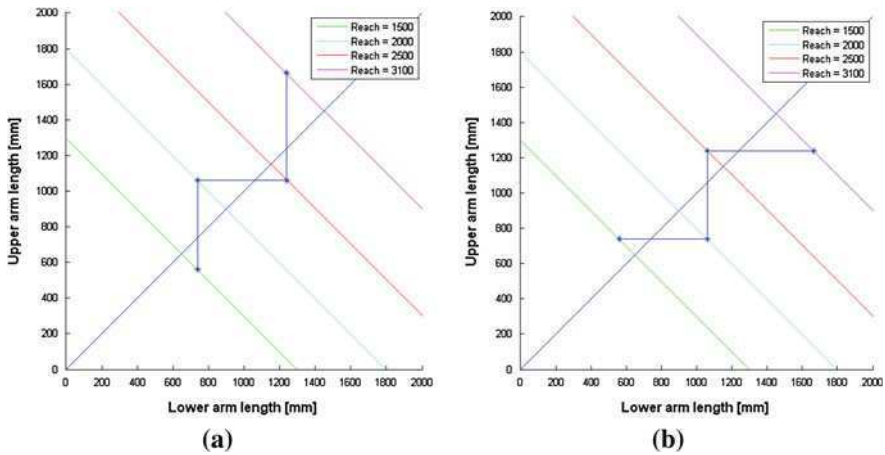 2000
1800
1600
1400
1200
1000
800
600
400
200
0
Upper arm length [mm]
0 200 400 600 800 1000 1200 1400 1600 1800 2000
Lower arm length [mm]
Reach = 1500
Reach = 2000
Reach = 2500
Reach = 3100
(a)
2000
1800
1600
1400
1200
1000
800
600
400
200
0
Upper arm length [mm]
0 200 400 600 800 1000 1200 1400 1600 1800 2000
Lower arm length [mm]
Reach = 1500
Reach = 2000
Reach = 2500
Reach = 3100
(b)